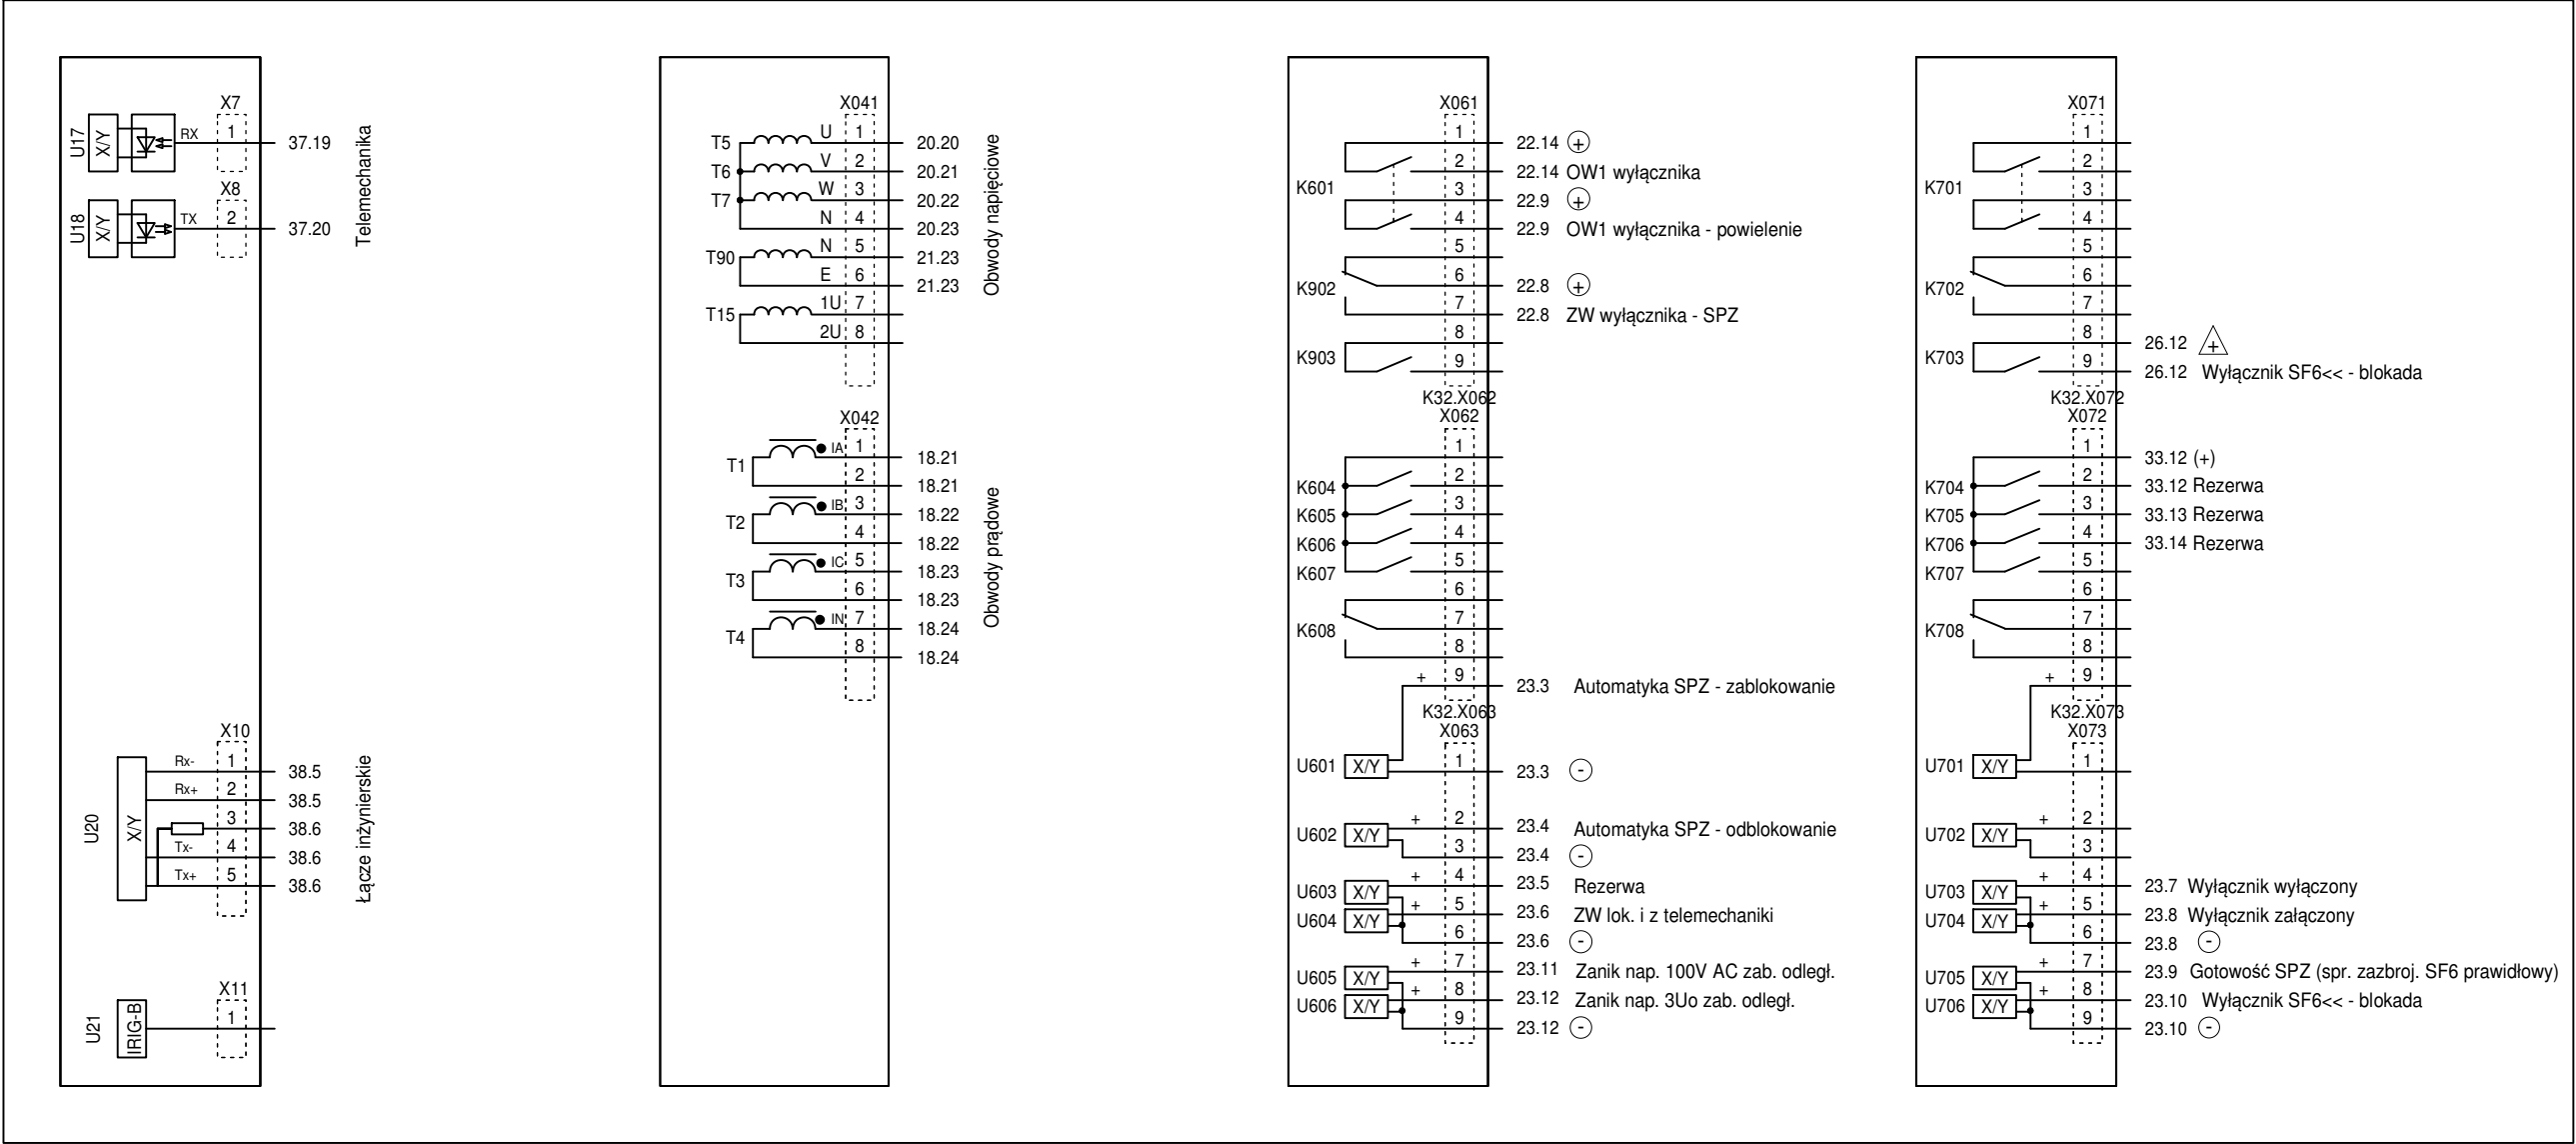 X7
U17
X/Y
RX
1
37.19
X8
U18
X/Y
TX
2
37.20
Telemechanika
X10
U20
X/Y
Rx-
1
38.5
Rx+
2
38.5
3
38.6
Tx-
4
38.6
Tx+
5
38.6
Łącze inżynierskie
X11
U21
IRIG-B
1
X041
T5 U 1 20.20
T6 V 2 20.21
T7 W 3 20.22
N 4 20.23
T90 N 5 21.23
E 6 21.23
T15 1U 7
2U 8
Obwody napięciowe
X042
T1 IA 1 18.21
2 18.21
T2 IB 3 18.22
4 18.22
T3 IC 5 18.23
6 18.23
T4 IN 7 18.24
8 18.24
Obwody prądowe
X061
1 22.14 +
K601 2 22.14 OW1 wyłącznika
3 22.9 +
4 22.9 OW1 wyłącznika - powielenie
5
K902 6 22.8 +
7 22.8 ZW wyłącznika - SPZ
8
K903 9
K32.X062
X062
1
K604 2
K605 3
K606 4
K607 5
6
K608 7
8
+ 9 23.3 Automatyka SPZ - zablokowanie
K32.X063
X063
U601 X/Y 1 23.3 -
U602 X/Y + 2 23.4 Automatyka SPZ - odblokowanie
3 23.4 -
U603 X/Y + 4 23.5 Rezerwa
U604 X/Y + 5 23.6 ZW lok. i z telemechaniki
6 23.6 -
U605 X/Y + 7 23.11 Zanik nap. 100V AC zab. odległ.
U606 X/Y + 8 23.12 Zanik nap. 3Uo zab. odległ.
9 23.12 -
X071
1
K701 2
3
4
5
K702 6
7
8 26.12 +
K703 9 26.12 Wyłącznik SF6<< - blokada
K32.X072
X072
1 33.12 (+)
K704 2 33.12 Rezerwa
K705 3 33.13 Rezerwa
K706 4 33.14 Rezerwa
K707 5
6
K708 7
8
+ 9
K32.X073
X073
U701 X/Y 1
U702 X/Y + 2
3
U703 X/Y + 4 23.7 Wyłącznik wyłączony
U704 X/Y + 5 23.8 Wyłącznik załączony
6 23.8 -
U705 X/Y + 7 23.9 Gotowość SPZ (spr. zazbroj. SF6 prawidłowy)
U706 X/Y + 8 23.10 Wyłącznik SF6<< - blokada
9 23.10 -